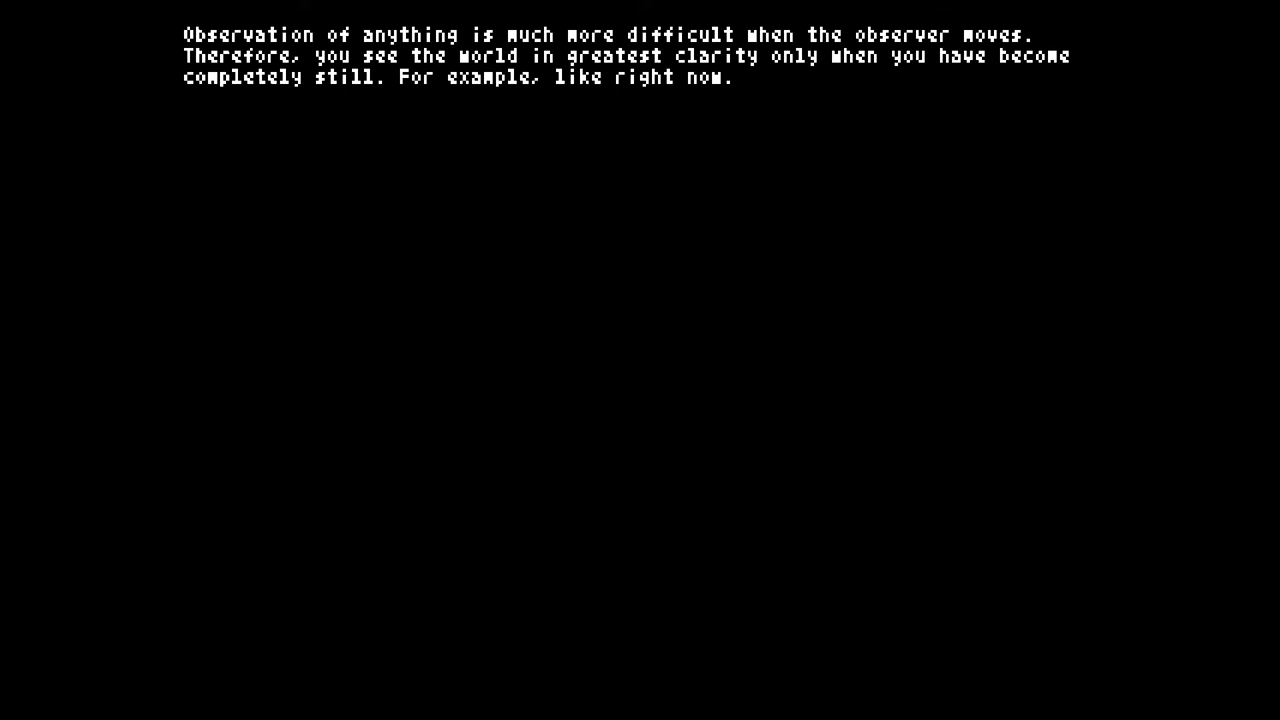 Observation of anything is much more difficult when the observer moves.
Therefore, you see the world in greatest clarity only when you have become
completely still. For example, like right now.